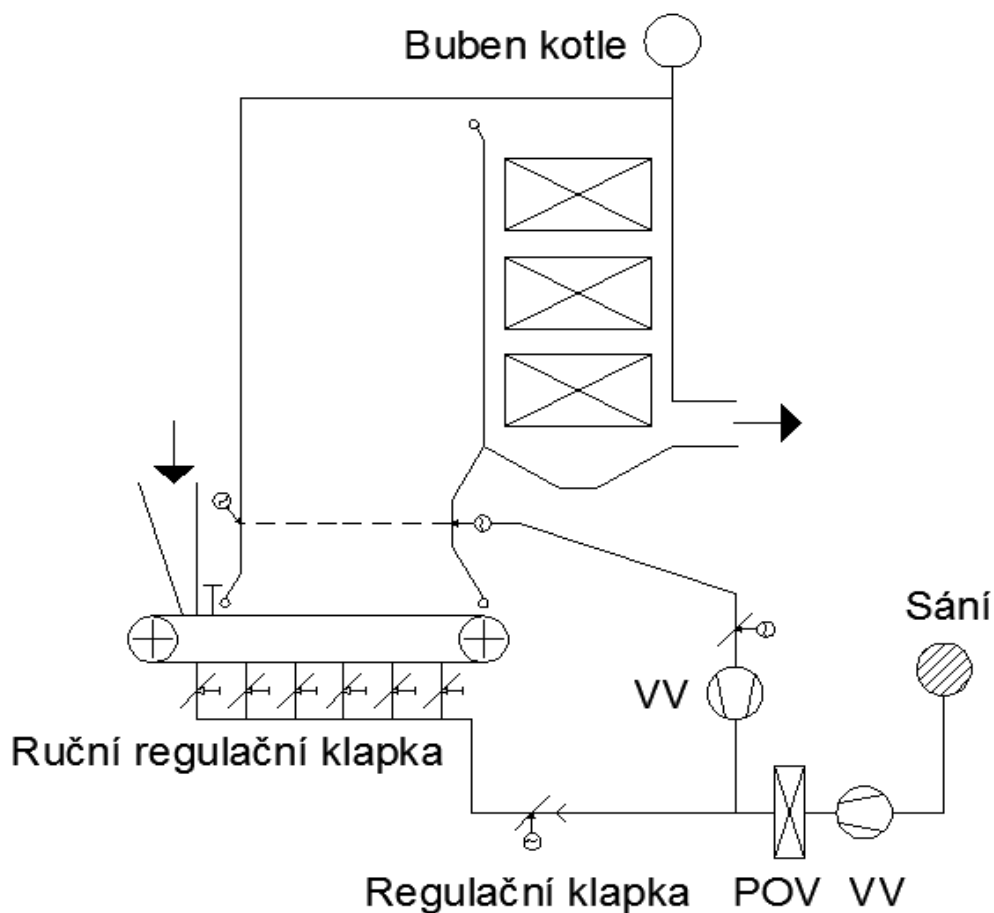 Buben kotle
Sání
VV
Ruční regulační klapka
Regulační klapka
POV
VV